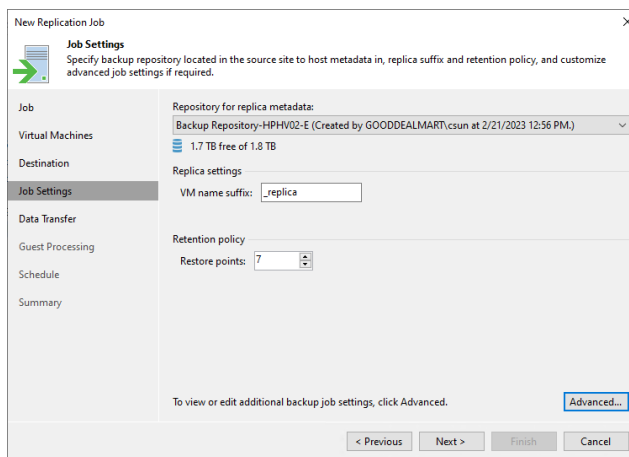 New Replication Job
Job Settings
Specify backup repository located in the source site to host metadata in, replica suffix and retention policy, and customize
advanced job settings if required.
Job
Virtual Machines
Destination
Job Settings
Data Transfer
Guest Processing
Schedule
Summary
Repository for replica metadata:
Backup Repository-HPHV02-E (Created by GOODDEALMART\csun at 2/21/2023 12:56 PM.)
1.7 TB free of 1.8 TB
Replica settings
VM name suffix: _replica
Retention policy
Restore points: 7
To view or edit additional backup job settings, click Advanced. Advanced...
< Previous Next > Finish Cancel